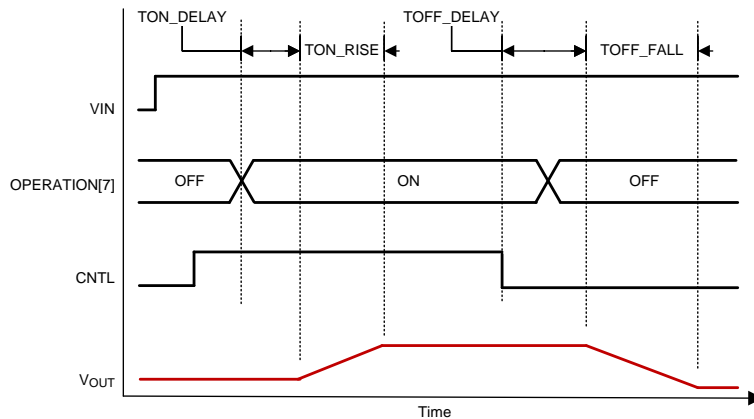 TON_DELAY
TOFF_DELAY
TON_RISE
TOFF_FALL
VIN
OPERATION[7]
OFF
ON
OFF
CNTL
VOUT
Time